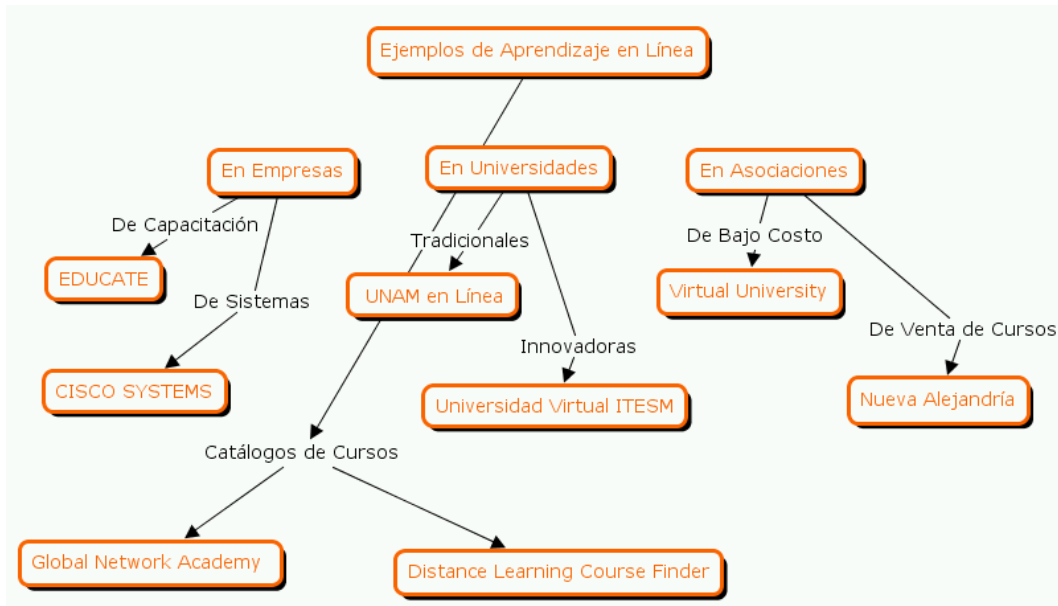 Ejemplos de Aprendizaje en Línea
En Empresas
En Universidades
En Asociaciones
De Capacitación
Tradicionales
De Bajo Costo
EDUCATE
UNAM en Línea
Virtual University
De Sistemas
De Venta de Cursos
Innovadoras
CISCO SYSTEMS
Universidad Virtual ITESM
Nueva Alejandría
Catálogos de Cursos
Global Network Academy
Distance Learning Course Finder